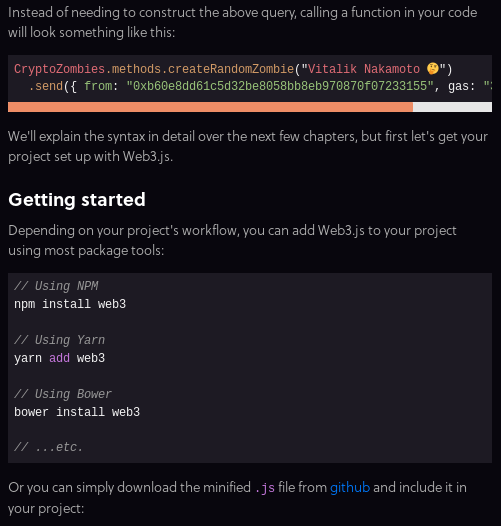 Instead of needing to construct the above query, calling a function in your code
will look something like this:
CryptoZombies.methods.createRandomZombie("Vitalik Nakamoto 🤔")
.send({ from: "0xb60e8dd61c5d32be8058bb8eb970870f07233155", gas: "
We'll explain the syntax in detail over the next few chapters, but first let's get your
project set up with Web3.js.
Getting started
Depending on your project's workflow, you can add Web3.js to your project
using most package tools:
// Using NPM
npm install web3
// Using Yarn
yarn add web3
// Using Bower
bower install web3
// ...etc.
Or you can simply download the minified .js file from github and include it in
your project: